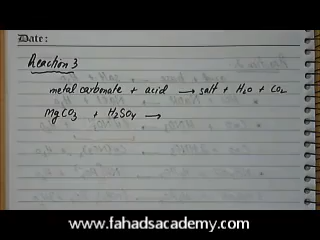 Date:
Reaction 3
metal carbonate + acid → salt + H₂O + CO₂
MgCO₃ + H₂SO₄ →
www.fahadsacademy.com